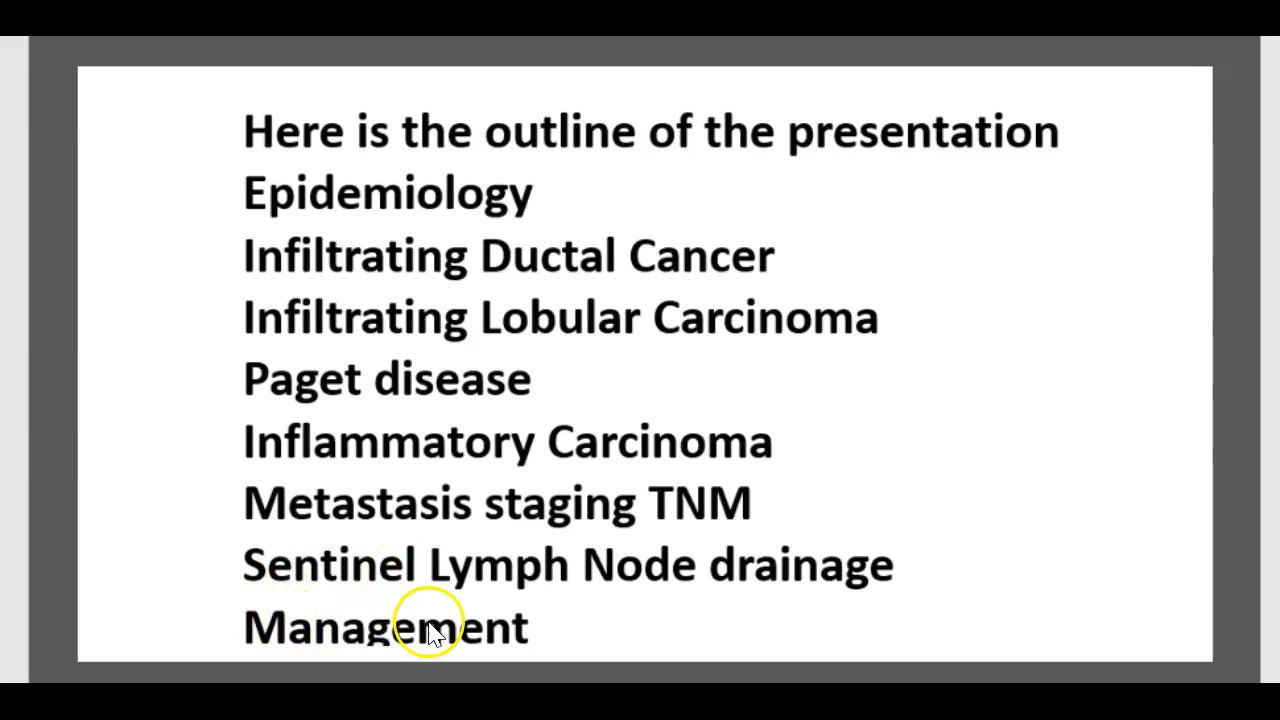 Here is the outline of the presentation
Epidemiology
Infiltrating Ductal Cancer
Infiltrating Lobular Carcinoma
Paget disease
Inflammatory Carcinoma
Metastasis staging TNM
Sentinel Lymph Node drainage
Management